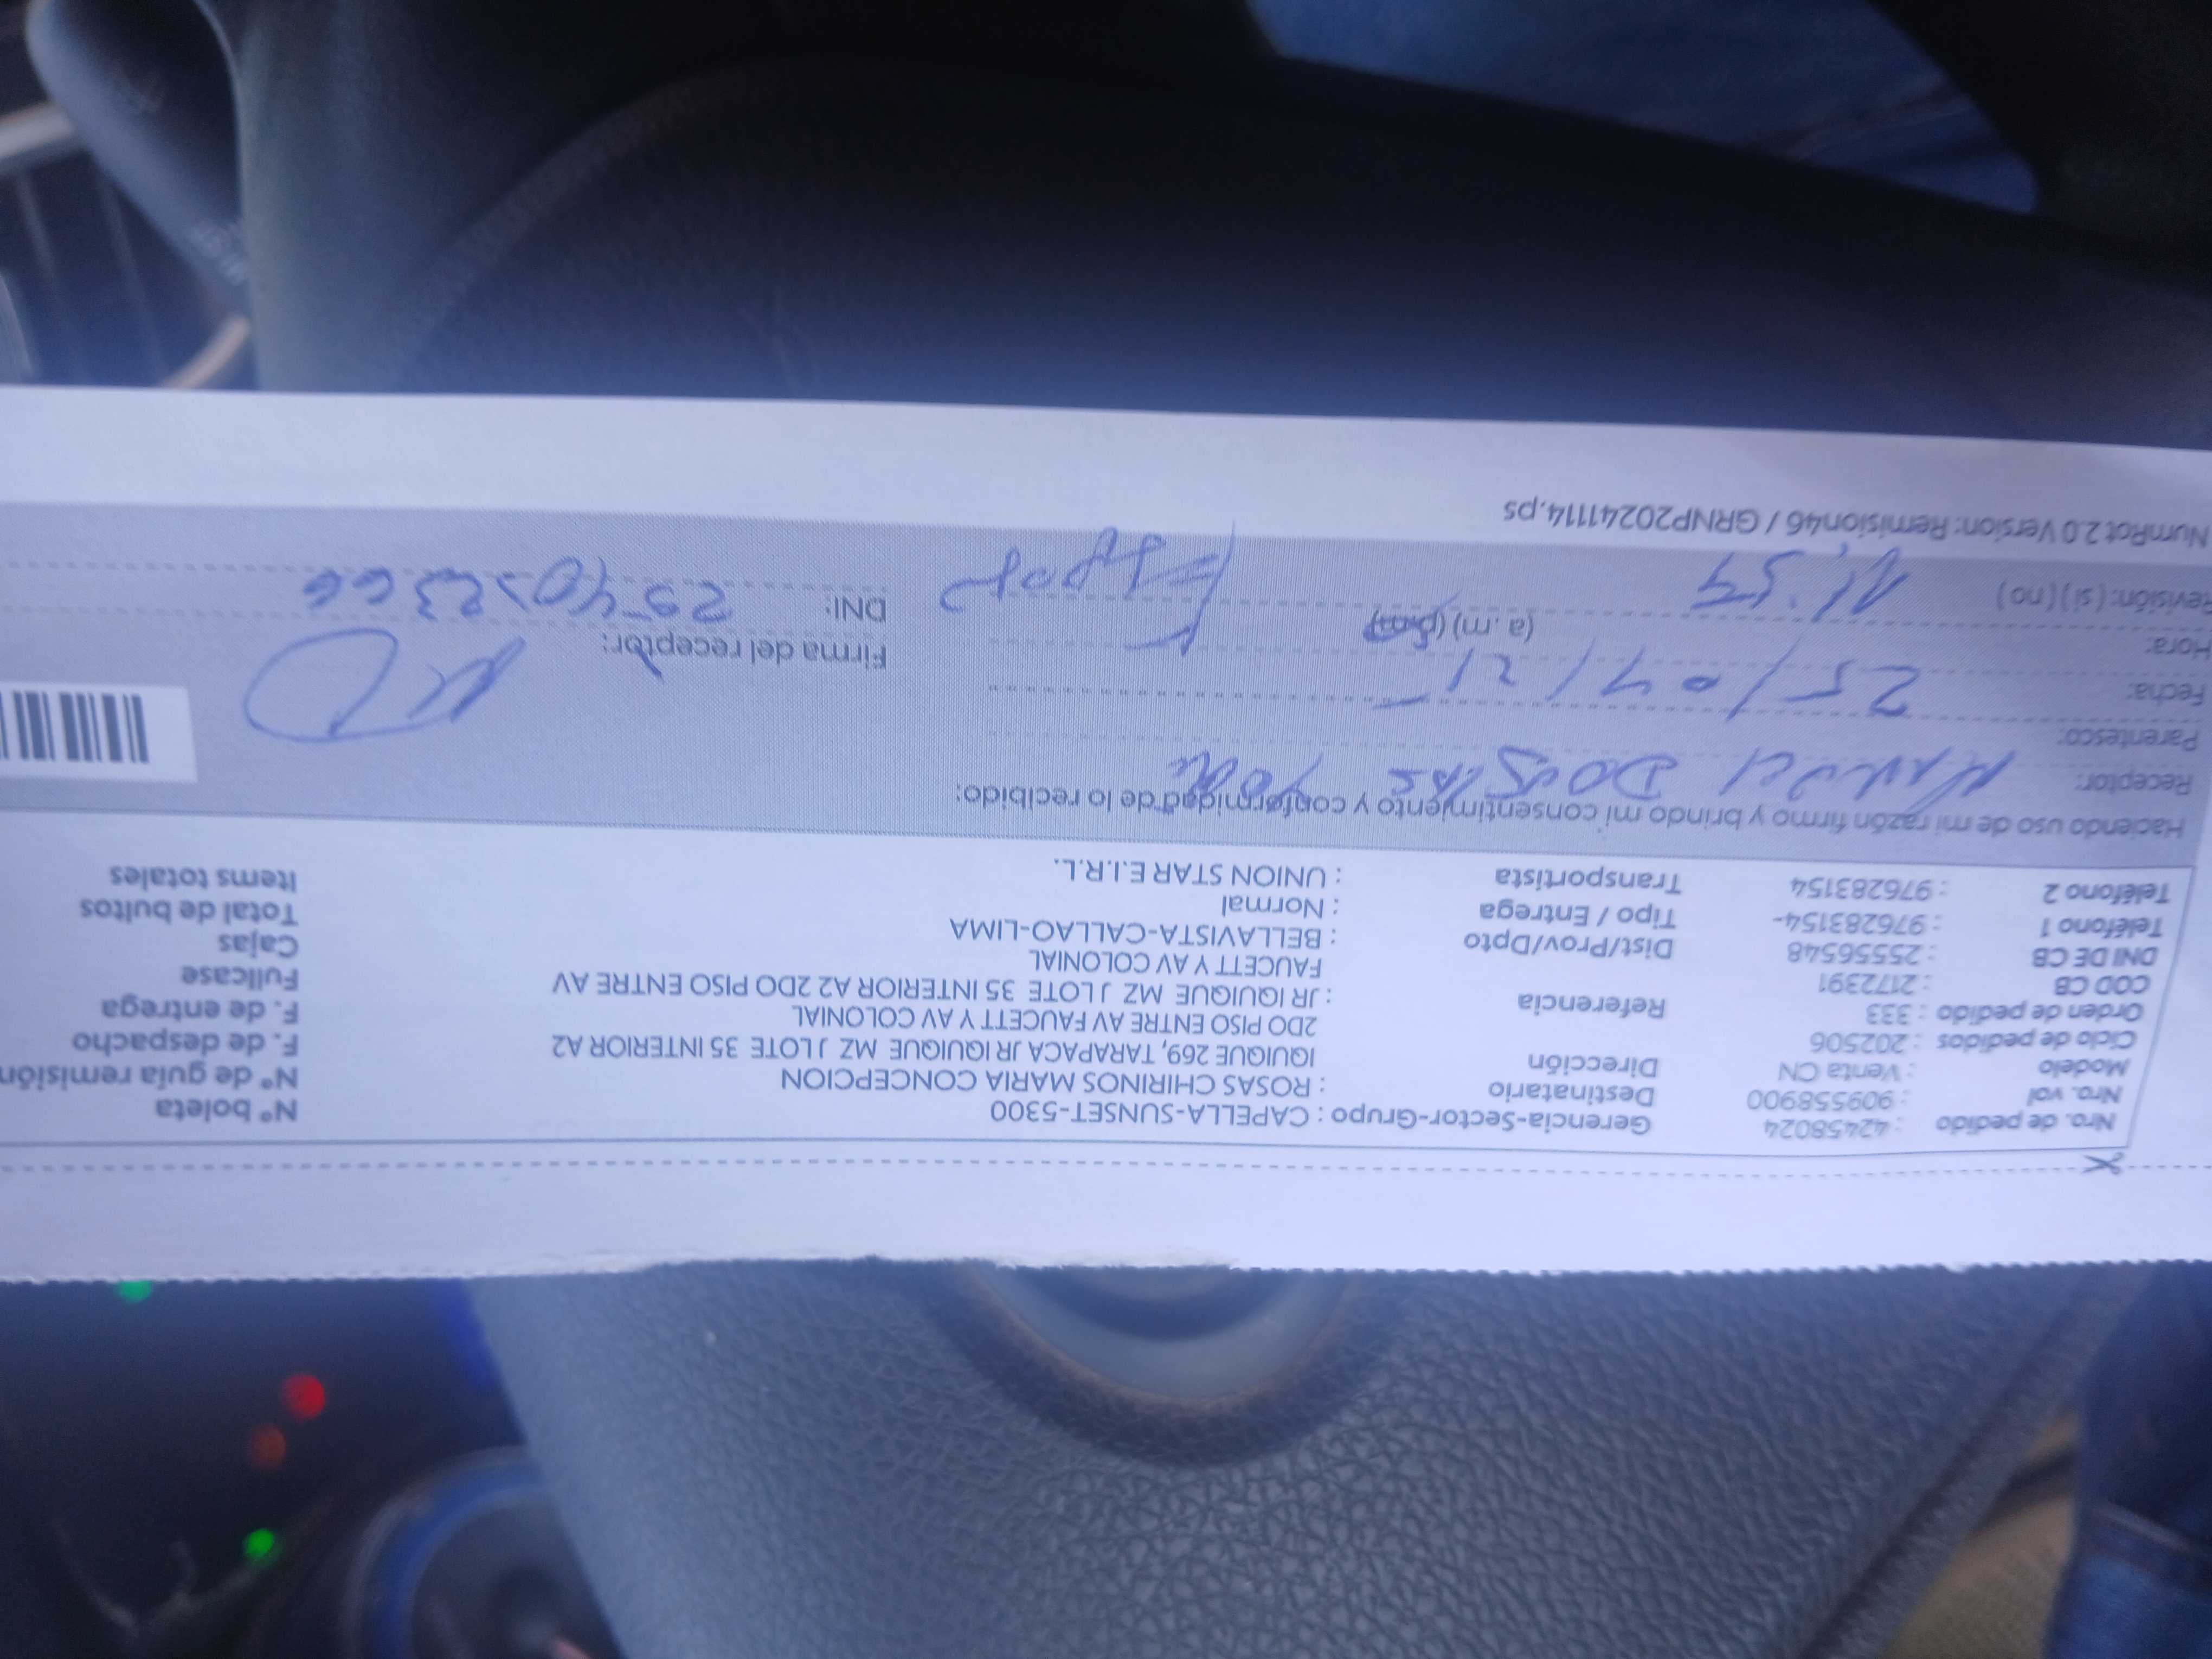 Nro. de pedido : 42458024 Gerencia-Sector-Grupo : CAPELLA-SUNSET-5300 N° boleta
Nro. vol : 909558900 Destinatario : ROSAS CHIRINOS MARIA CONCEPCION N° de guía remisión
Modelo : Venta CN Dirección IQUIQUE 269, TARAPACA JR IQUIQUE MZ J LOTE 35 INTERIOR A2 F. de despacho
Ciclo de pedidos : 202506 2DO PISO ENTRE AV FAUCETT Y AV COLONIAL F. de entrega
Orden de pedido : 333 Referencia : JR IQUIQUE MZ J LOTE 35 INTERIOR A2 2DO PISO ENTRE AV Fullcase
COD CB : 2172391 FAUCETT Y AV COLONIAL Cajas
DNI DE CB : 25556548 Dist/Prov/Dpto : BELLAVISTA-CALLAO-LIMA Total de bultos
Teléfono 1 : 976283154- Tipo / Entrega : Normal Items totales
Teléfono 2 : 976283154 Transportista : UNION STAR E.I.R.L.
Haciendo uso de mi razón firmo y brindo mi consentimiento y conformidad de lo recibido:
Receptor: Manuel
Parentesco:
Fecha: 25/04/21 Firma del receptor:
Hora: 11:54 (a.m) (p.m) DNI:
Revisión: (si) (no)
NumRot 2.0 Version: Remision46 / GRNP20241114.ps